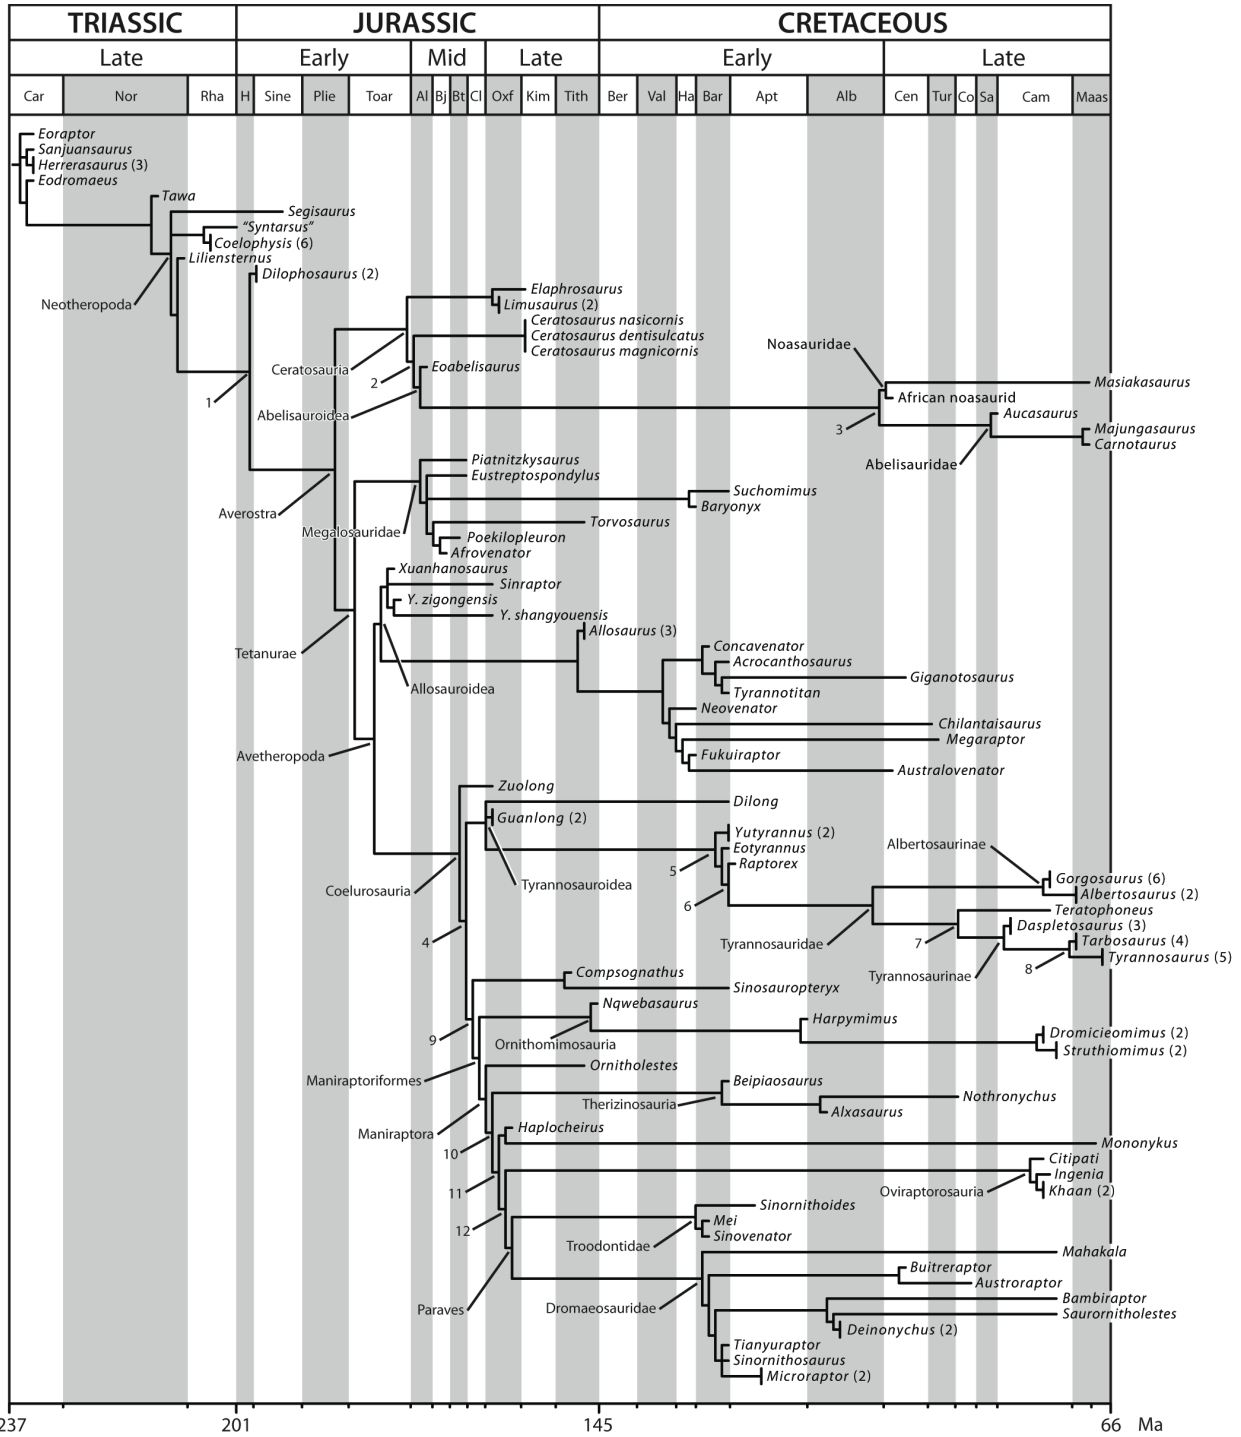 TRIASSIC JURASSIC CRETACEOUS
Late Early Mid Late Early Late
Car Nor Rha H Sine Plie Toar Al Bj Bt Cl Oxf Kim Tith Ber Val Ha Bar Apt Alb Cen Tur Co Sa Cam Maas
Eoraptor
Sanjuansaurus
Herrerasaurus (3)
Eodromaeus
Tawa
Segisaurus
"Syntarsus"
Coelophysis (6)
Liliensternus
Dilophosaurus (2)
Elaphrosaurus
Neotheropoda Limusaurus (2)
Ceratosaurus nasicornis
Ceratosaurus dentisulcatus
Noasauridae
Ceratosaurus magnicornis
Ceratosauria Eoabelisaurus
2 Masiakasaurus
1 African noasaurid
Abelisauroidea Aucasaurus
3 Majungasaurus
Carnotaurus
Piatnitzkysaurus Abelisauridae
Eustreptospondylus
Suchomimus
Averostra Baryonyx
Megalosauridae Torvosaurus
Poekilopleuron
Afrovenator
Xuanhanosaurus
Sinraptor
Y. zigongensis
Y. shangyouensis
Allosaurus (3)
Tetanurae Concavenator
Acrocanthosaurus
Giganotosaurus
Allosauroidea Tyrannotitan
Neovenator
Chilantaisaurus
Megaraptor
Avetheropoda Fukuiraptor
Australovenator
Zuolong
Dilong
Guanlong (2)
Yutyrannus (2)
Albertosaurinae
Eotyrannus
5 Raptorex
Gorgosaurus (6)
Coelurosauria Tyrannosauroidea
Albertosaurus (2)
6 Teratophoneus
Daspletosaurus (3)
4 Tyrannosauridae 7 Tarbosaurus (4)
Tyrannosaurus (5)
Compsognathus Tyrannosaurinae 8
Sinosauropteryx
Nqwebasaurus
Harpymimus
9 Dromicieomimus (2)
Ornithomimosauria Struthiomimus (2)
Ornitholestes
Maniraptoriformes Beipiaosaurus
Nothronychus
Therizinosauria Alxasaurus
Haplocheirus
Maniraptora
10 Mononykus
Citipati
Ingenia
11 Oviraptorosauria Khaan (2)
Sinornithoides
Mei
12 Sinovenator
Troodontidae Mahakala
Buitreraptor
Austroraptor
Bambiraptor
Paraves Dromaeosauridae Saurornitholestes
Deinonychus (2)
Tianyuraptor
Sinornithosaurus
Microraptor (2)
237 201 145 66 Ma